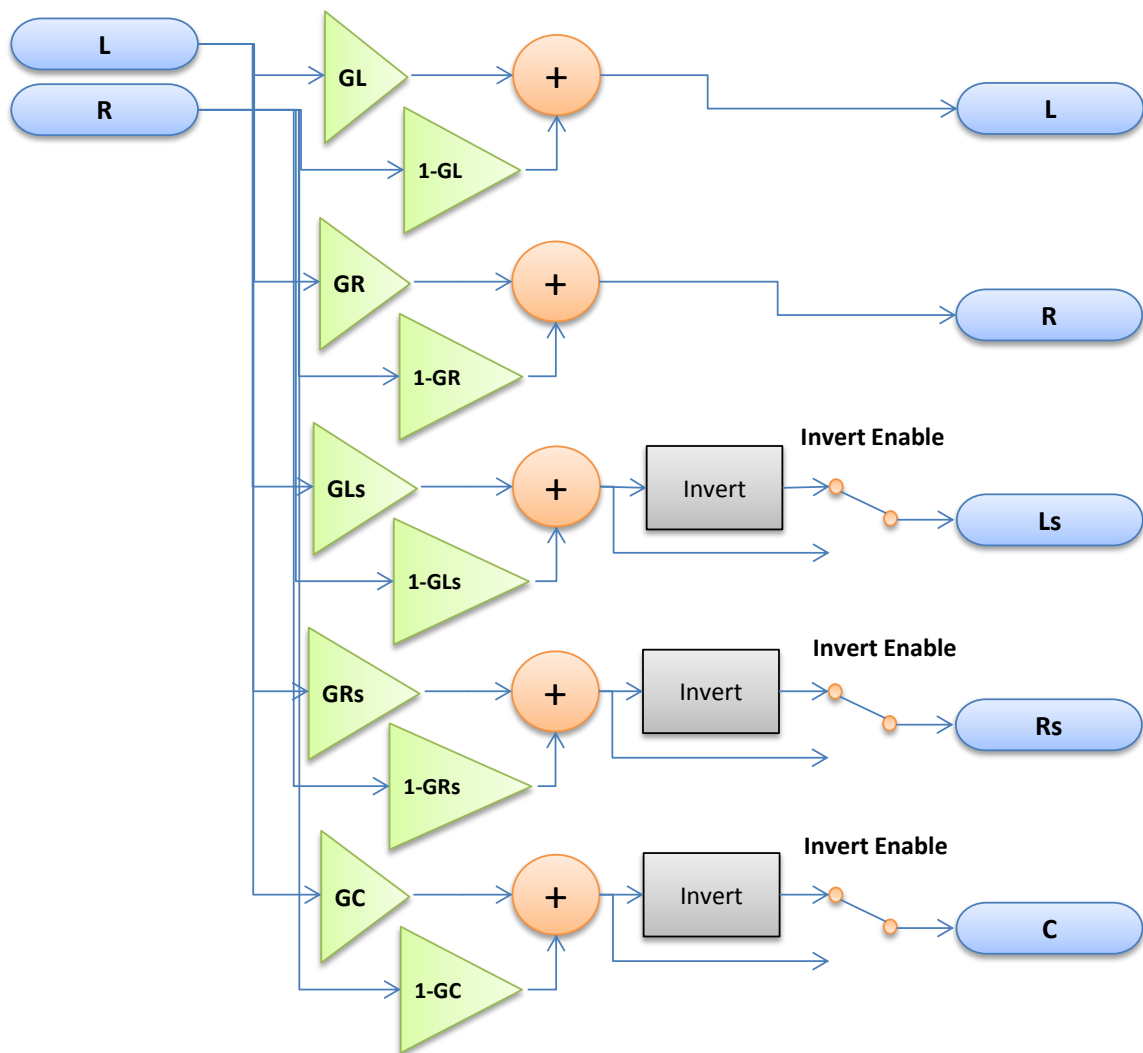 L
R
GL
+
L
1-GL
GR
+
R
1-GR
Invert Enable
GLs
+
Invert
Ls
1-GLs
Invert Enable
GRs
+
Invert
Rs
1-GRs
Invert Enable
GC
+
Invert
C
1-GC